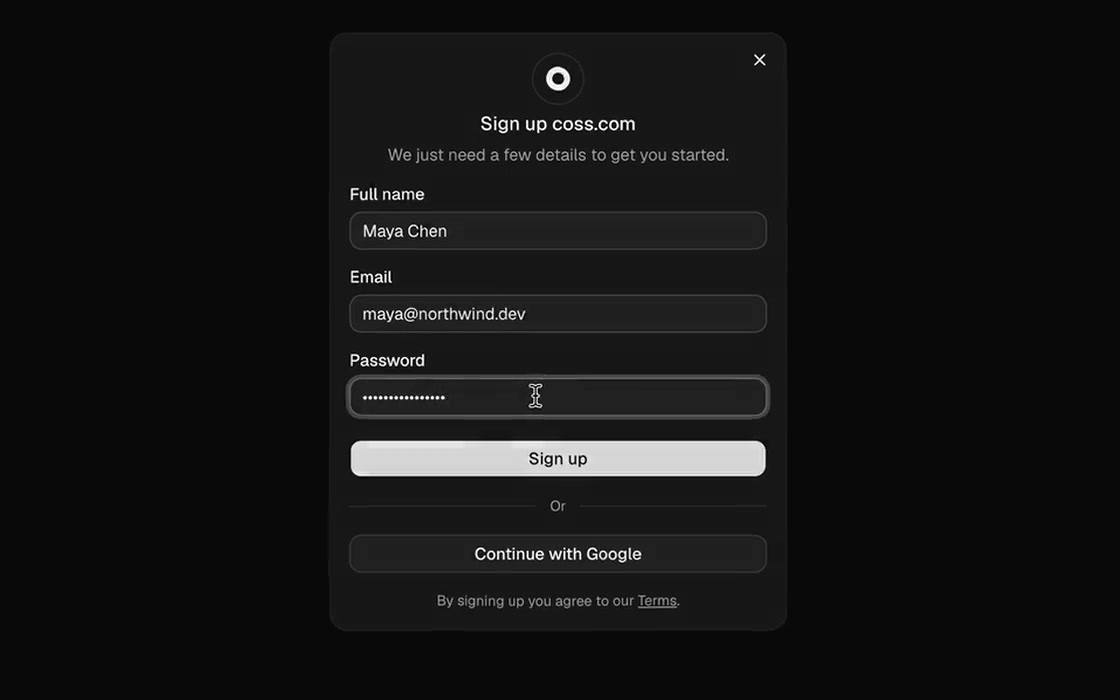 Sign up coss.com
We just need a few details to get you started.
Full name
Maya Chen
Email
maya@northwind.dev
Password
••••••••••••••••
Sign up
Or
Continue with Google
By signing up you agree to our Terms.